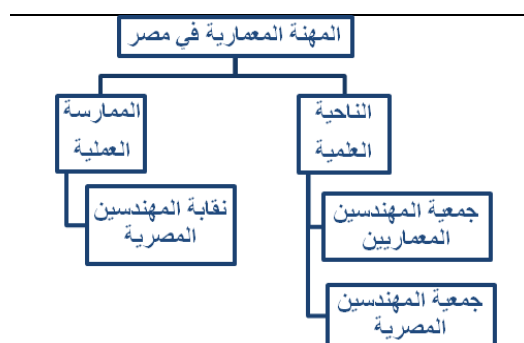 المهنة المعمارية في مصر
الناحية
العلمية
جمعية المهندسين
المعماريين
جمعية المهندسين
المصرية
الممارسة
العملية
نقابة المهندسين
المصرية